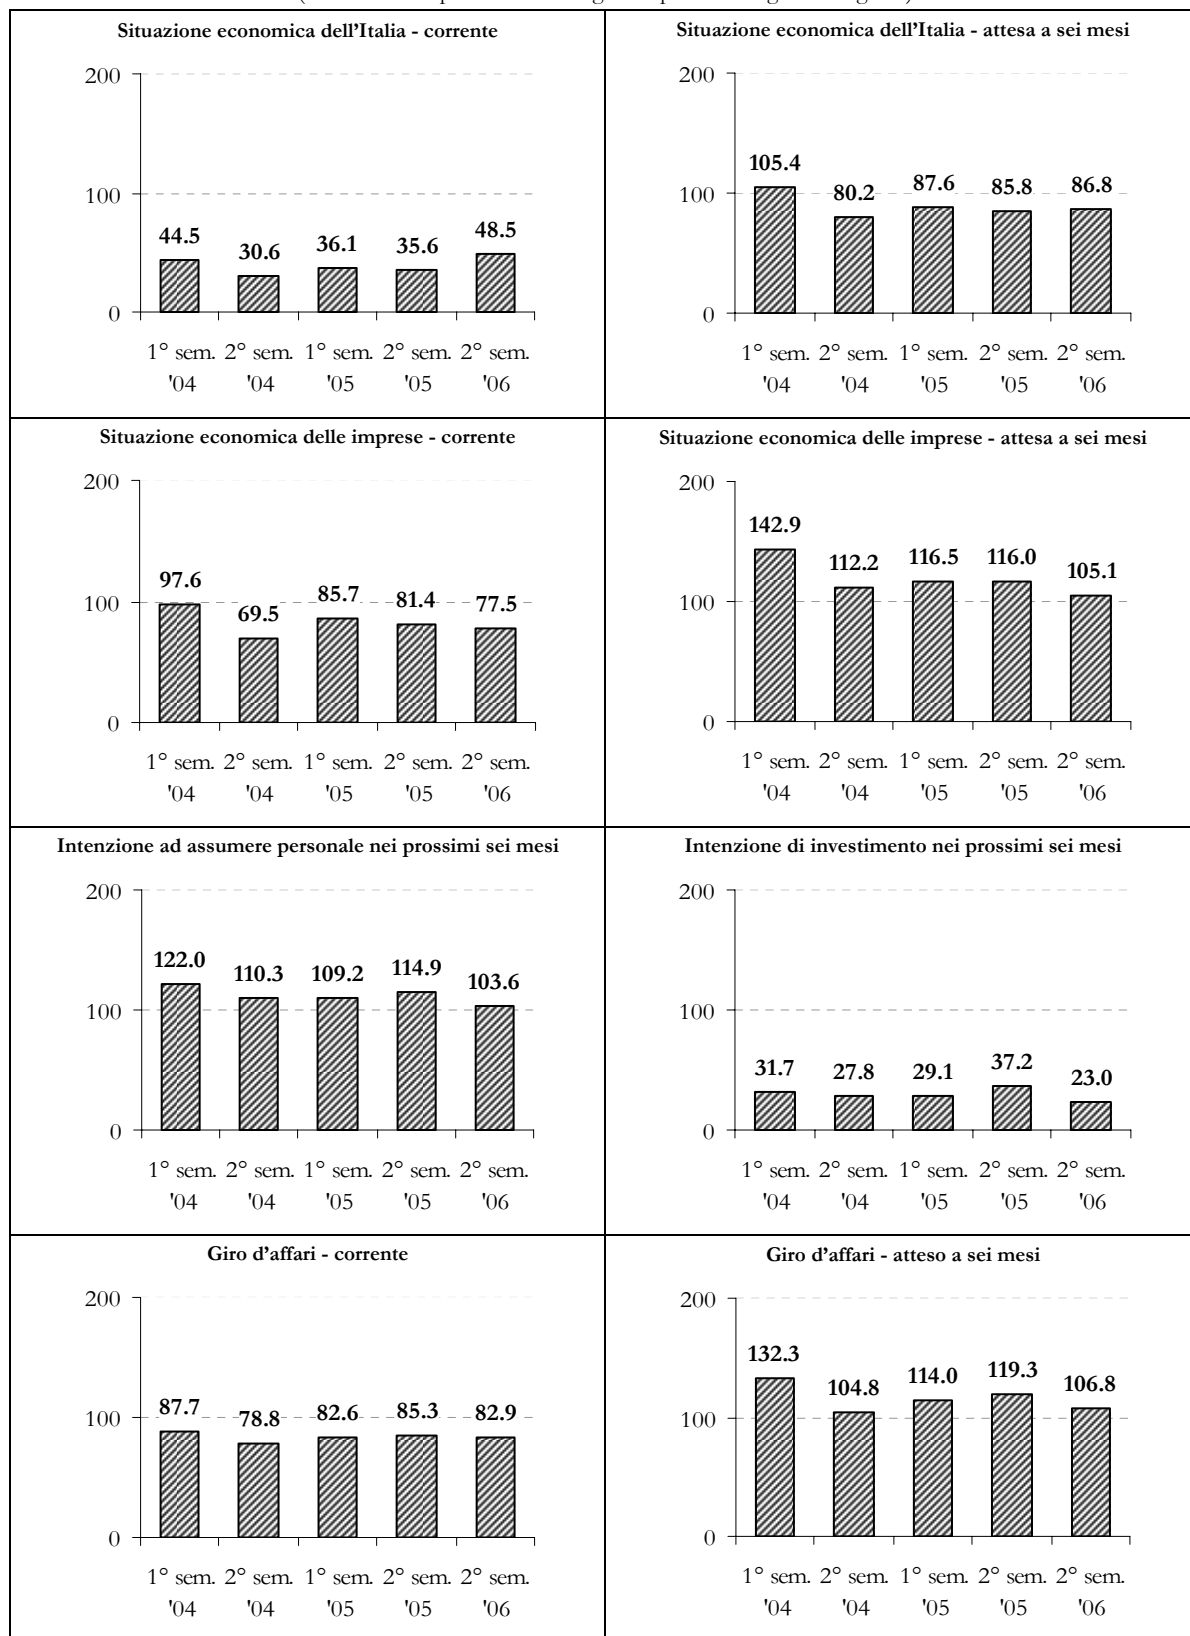 Situazione economica dell'Italia - corrente
200
100
0
44.5 30.6 36.1 35.6 48.5
1° sem. 2° sem. 1° sem. 2° sem. 2° sem.
'04 '04 '05 '05 '06
Situazione economica dell'Italia - attesa a sei mesi
200
100
0
105.4 80.2 87.6 85.8 86.8
1° sem. 2° sem. 1° sem. 2° sem. 2° sem.
'04 '04 '05 '05 '06
Situazione economica delle imprese - corrente
200
100
0
97.6 69.5 85.7 81.4 77.5
1° sem. 2° sem. 1° sem. 2° sem. 2° sem.
'04 '04 '05 '05 '06
Situazione economica delle imprese - attesa a sei mesi
200
100
0
142.9 112.2 116.5 116.0 105.1
1° sem. 2° sem. 1° sem. 2° sem. 2° sem.
'04 '04 '05 '05 '06
Intenzione ad assumere personale nei prossimi sei mesi
200
100
0
122.0 110.3 109.2 114.9 103.6
1° sem. 2° sem. 1° sem. 2° sem. 2° sem.
'04 '04 '05 '05 '06
Intenzione di investimento nei prossimi sei mesi
200
100
0
31.7 27.8 29.1 37.2 23.0
1° sem. 2° sem. 1° sem. 2° sem. 2° sem.
'04 '04 '05 '05 '06
Giro d'affari - corrente
200
100
0
87.7 78.8 82.6 85.3 82.9
1° sem. 2° sem. 1° sem. 2° sem. 2° sem.
'04 '04 '05 '05 '06
Giro d'affari - atteso a sei mesi
200
100
0
132.3 104.8 114.0 119.3 106.8
1° sem. 2° sem. 1° sem. 2° sem. 2° sem.
'04 '04 '05 '05 '06